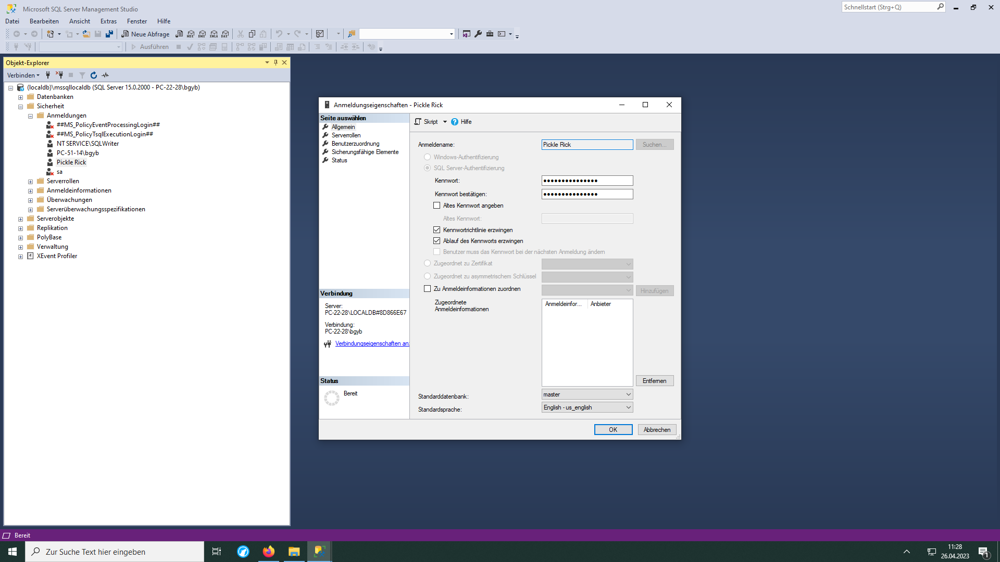 Microsoft SQL Server Management Studio
Schnellstart (Strg+Q)
Datei Bearbeiten Ansicht Extras Fenster Hilfe
Neue Abfrage MDX DMX XMLA DAX
Ausführen
Objekt-Explorer
Verbinden
(localdb)\mssqllocaldb (SQL Server 15.0.2000 - PC-22-28\bgyb)
Datenbanken
Sicherheit
Anmeldungen
##MS_PolicyEventProcessingLogin##
##MS_PolicyTsqlExecutionLogin##
NT SERVICE\SQLWriter
PC-51-14\bgyb
Pickle Rick
sa
Serverrollen
Anmeldeinformationen
Überwachungen
Serverüberwachungsspezifikationen
Serverobjekte
Replikation
PolyBase
Verwaltung
XEvent Profiler
Anmeldungseigenschaften - Pickle Rick
Seite auswählen
Allgemein
Serverrollen
Benutzerzuordnung
Sicherungsfähige Elemente
Status
Verbindung
Server:
PC-22-28\LOCALDB#8D866E67
Verbindung:
PC-22-28\bgyb
Verbindungseigenschaften an
Status
Bereit
Skript Hilfe
Anmeldename: Pickle Rick Suchen...
Windows-Authentifizierung
SQL Server-Authentifizierung
Kennwort: ●●●●●●●●●●●●●●●
Kennwort bestätigen: ●●●●●●●●●●●●●●●
Altes Kennwort angeben
Altes Kennwort:
Kennwortrichtlinie erzwingen
Ablauf des Kennworts erzwingen
Benutzer muss das Kennwort bei der nächsten Anmeldung ändern
Zugeordnet zu Zertifikat
Zugeordnet zu asymmetrischem Schlüssel
Zu Anmeldeinformationen zuordnen Hinzufügen
Zugeordnete
Anmeldeinformationen
Anmeldeinfor... Anbieter
Entfernen
Standarddatenbank: master
Standardsprache: English - us_english
OK Abbrechen
Bereit
Zur Suche Text hier eingeben
11:28
26.04.2023
1